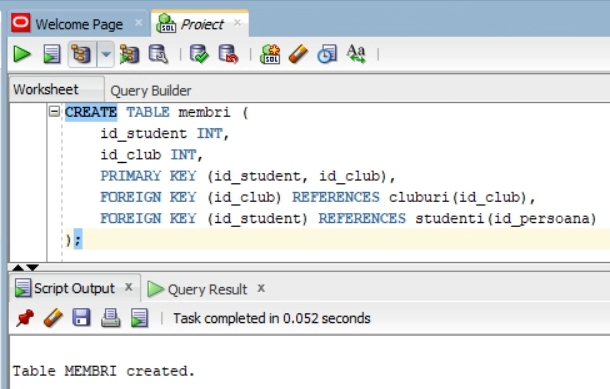 Welcome Page × Proiect ×
Worksheet Query Builder
CREATE TABLE membri (
id_student INT,
id_club INT,
PRIMARY KEY (id_student, id_club),
FOREIGN KEY (id_club) REFERENCES cluburi(id_club),
FOREIGN KEY (id_student) REFERENCES studenti(id_persoana)
);
Script Output × Query Result ×
Task completed in 0.052 seconds
Table MEMBRI created.